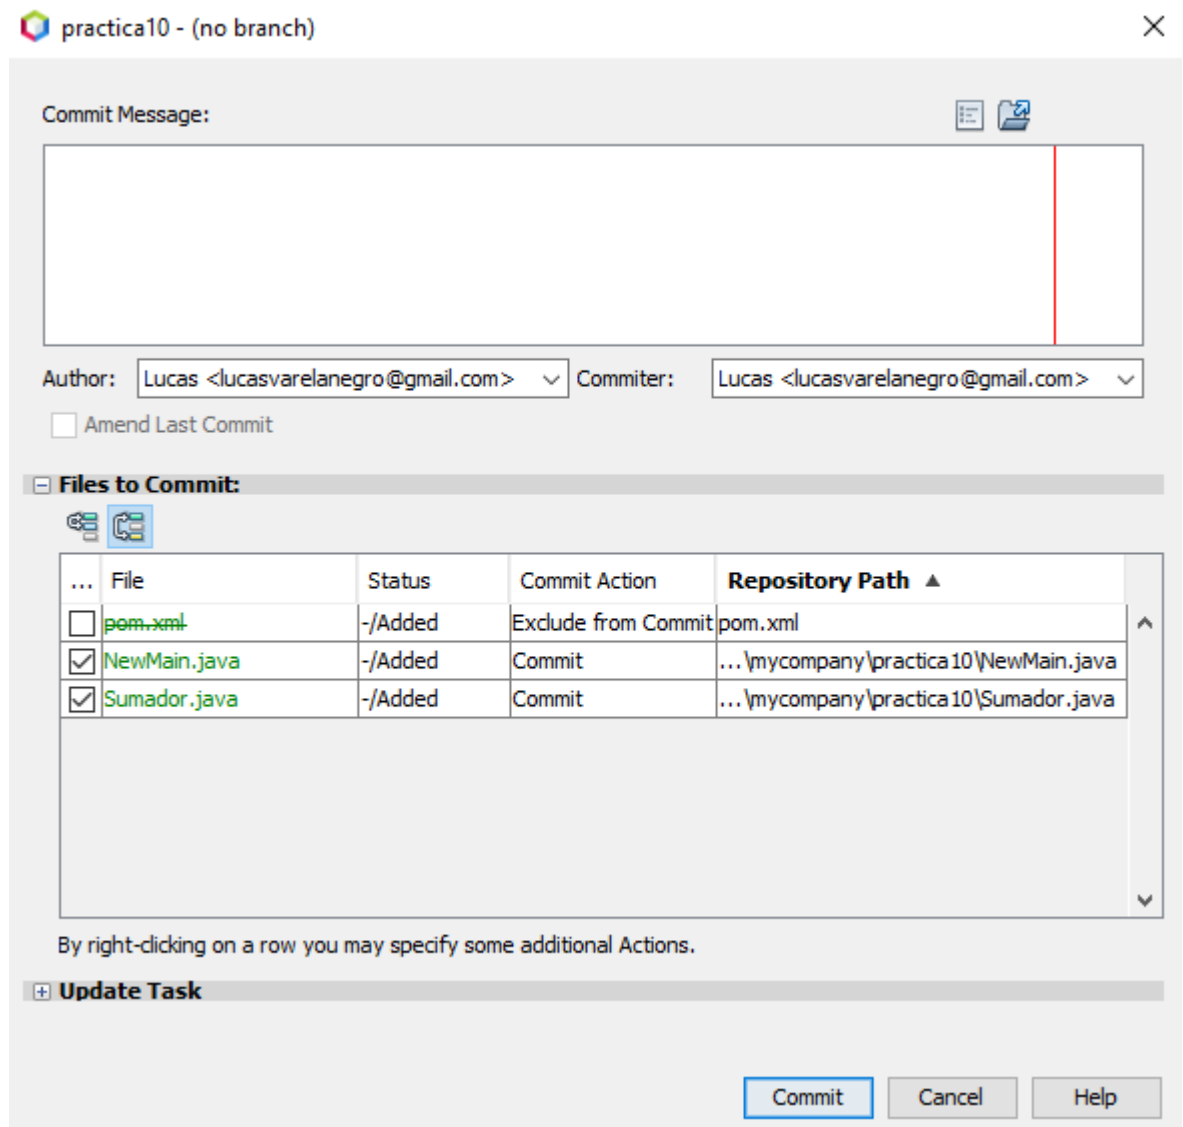 practica10 - (no branch)
Commit Message:
Author: Lucas <lucasvarelanegro@gmail.com> Commiter: Lucas <lucasvarelanegro@gmail.com>
Amend Last Commit
Files to Commit:
... File Status Commit Action Repository Path
pom.xml -/Added Exclude from Commit pom.xml
NewMain.java -/Added Commit ...\mycompany\practica10\NewMain.java
Sumador.java -/Added Commit ...\mycompany\practica10\Sumador.java
By right-clicking on a row you may specify some additional Actions.
Update Task
Commit Cancel Help